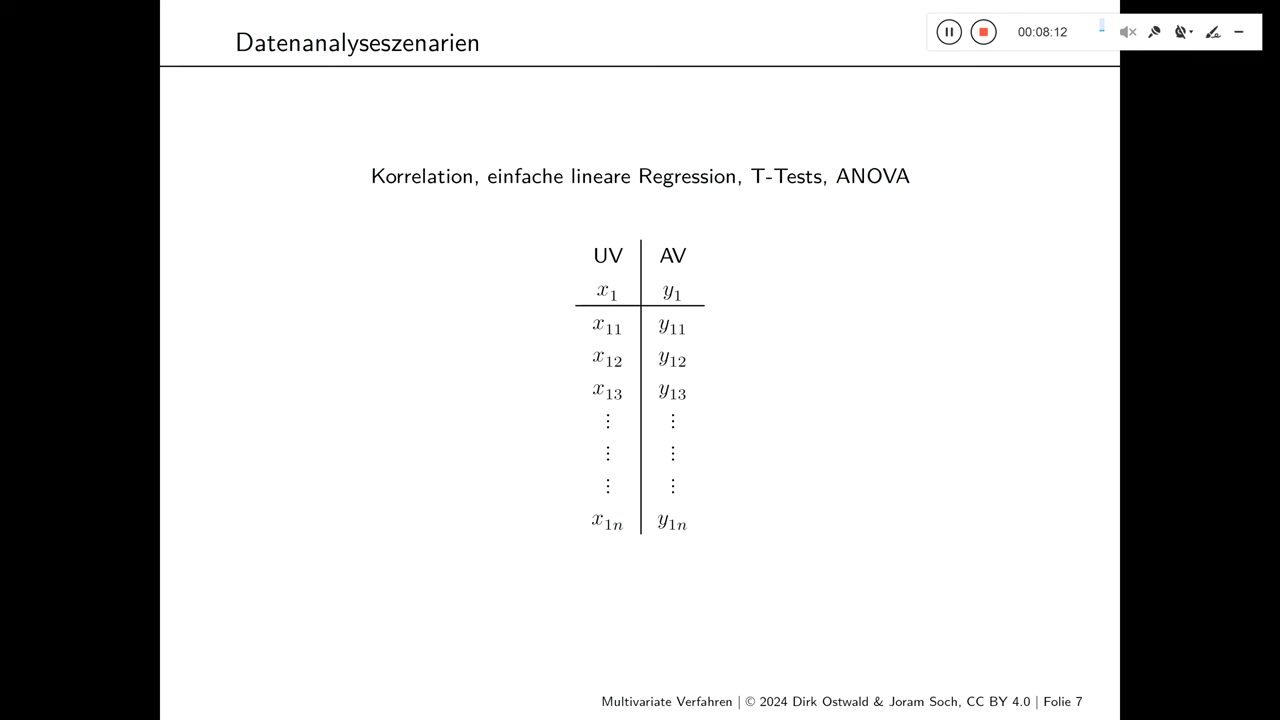 Datenanalyseszenarien
00:08:12
Korrelation, einfache lineare Regression, T-Tests, ANOVA
UV AV
x₁ y₁
x₁₁ y₁₁
x₁₂ y₁₂
x₁₃ y₁₃
⋮ ⋮
⋮ ⋮
⋮ ⋮
x₁ₙ y₁ₙ
Multivariate Verfahren | © 2024 Dirk Ostwald & Joram Soch, CC BY 4.0 | Folie 7